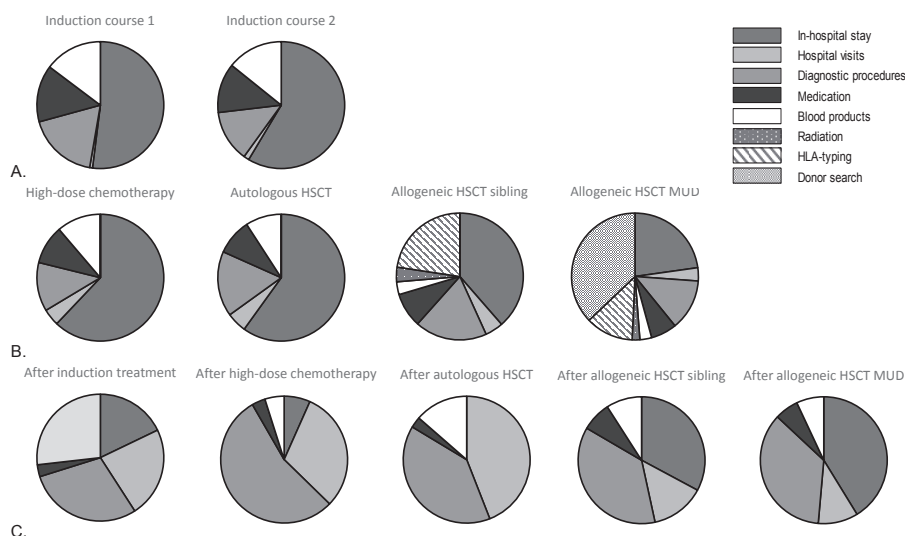 Induction course 1
Induction course 2
In-hospital stay
Hospital visits
Diagnostic procedures
Medication
Blood products
Radiation
HLA-typing
Donor search
A.
High-dose chemotherapy
Autologous HSCT
Allogeneic HSCT sibling
Allogeneic HSCT MUD
B.
After induction treatment
After high-dose chemotherapy
After autologous HSCT
After allogeneic HSCT sibling
After allogeneic HSCT MUD
C.